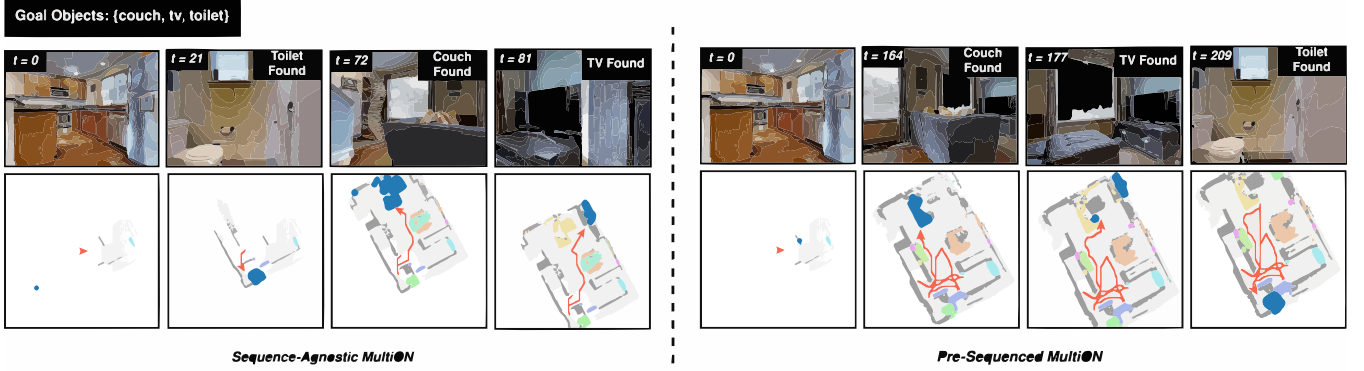 Goal Objects: {couch, tv, toilet}
t = 0
t = 21
Toilet
Found
t = 72
Couch
Found
t = 81
TV Found
t = 0
t = 164
Couch
Found
t = 177
TV Found
t = 209
Toilet
Found
Sequence-Agnostic MultiON
Pre-Sequenced MultiON